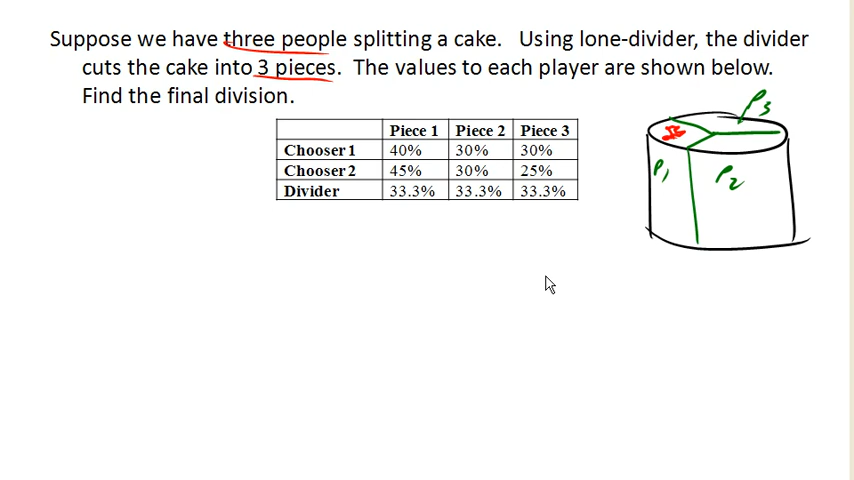 Suppose we have three people splitting a cake. Using lone-divider, the divider
cuts the cake into 3 pieces. The values to each player are shown below.
Find the final division.
Piece 1 Piece 2 Piece 3
Chooser 1 40% 30% 30%
Chooser 2 45% 30% 25%
Divider 33.3% 33.3% 33.3%
P3
P1
P2